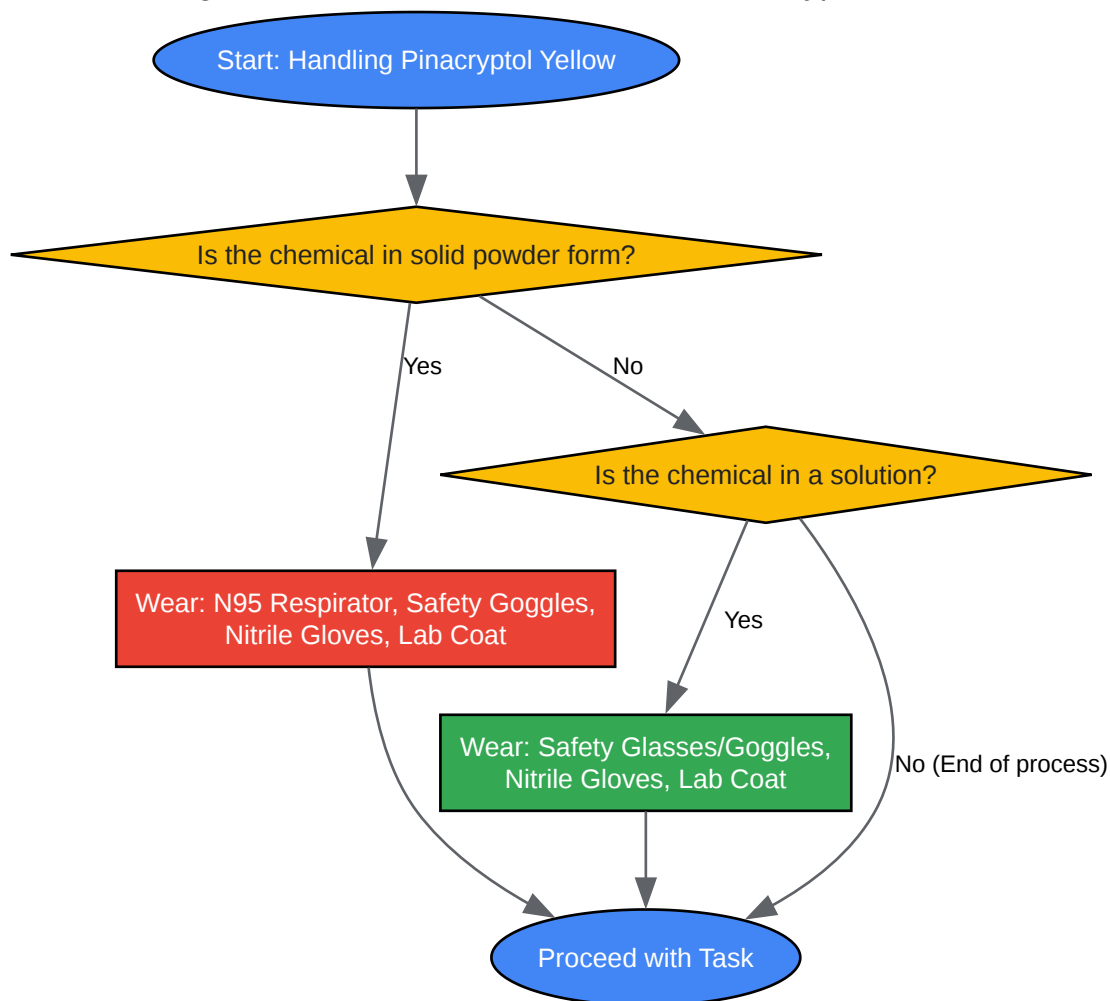 Start: Handling Pinacryptol Yellow
Is the chemical in solid powder form?
Yes
No
Is the chemical in a solution?
Wear: N95 Respirator, Safety Goggles,
Nitrile Gloves, Lab Coat
Yes
Wear: Safety Glasses/Goggles,
Nitrile Gloves, Lab Coat
No (End of process)
Proceed with Task